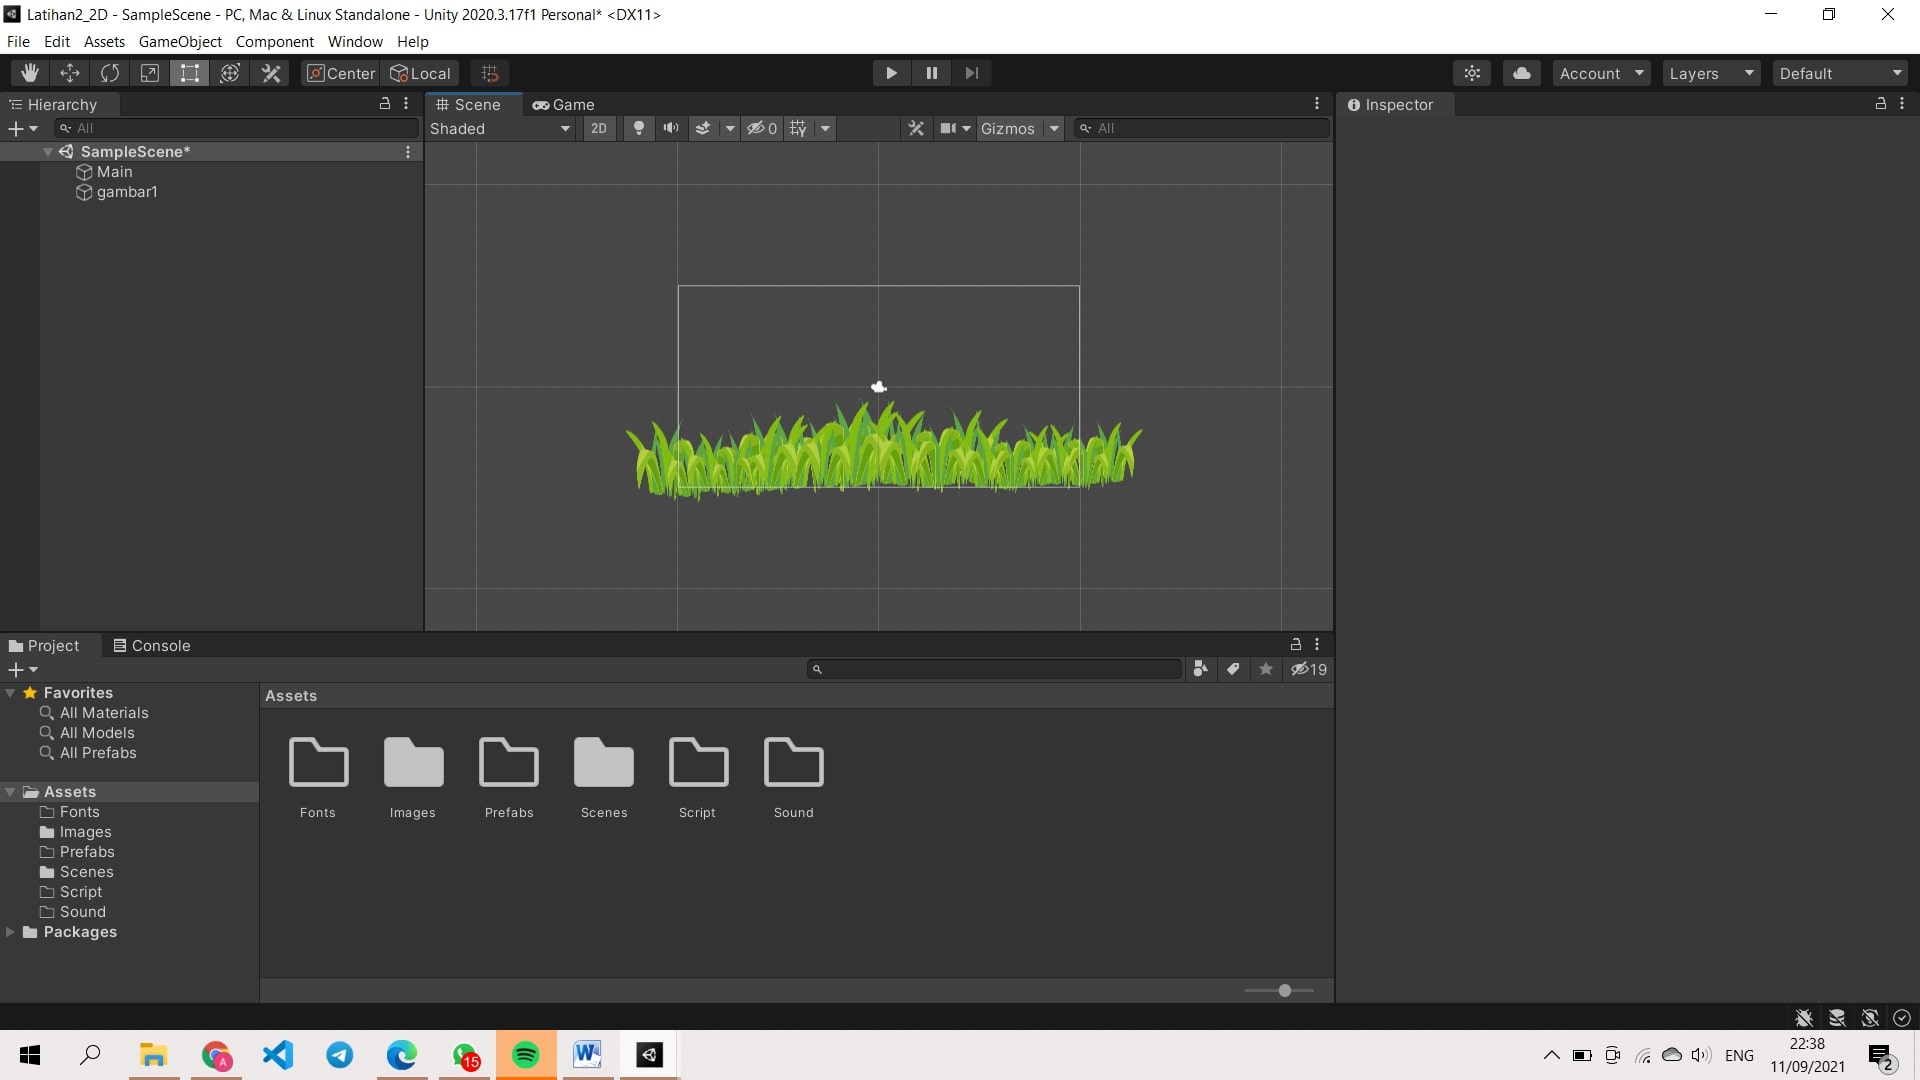 Latihan2_2D - SampleScene - PC, Mac & Linux Standalone - Unity 2020.3.17f1 Personal* <DX11>
File Edit Assets GameObject Component Window Help
Center Local Account Layers Default
Hierarchy
All
SampleScene*
Main
gambar1
Scene Game
Shaded 2D 0 Gizmos All
Inspector
Project Console
19
Favorites
All Materials
All Models
All Prefabs
Assets
Fonts
Images
Prefabs
Scenes
Script
Sound
Packages
Assets
Fonts Images Prefabs Scenes Script Sound
15
ENG
22:38
11/09/2021
2